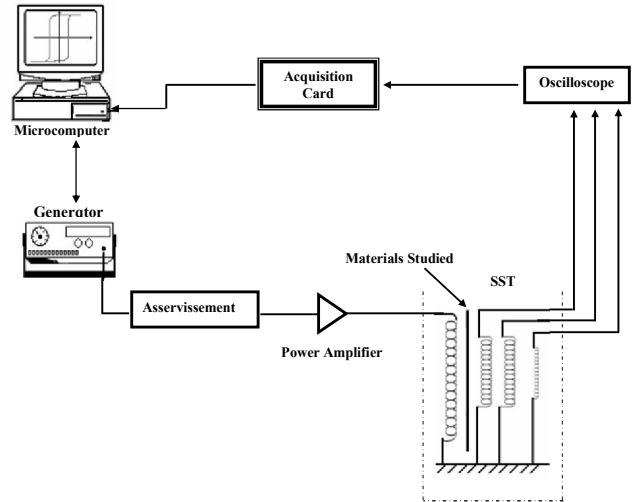 Acquisition
Card
Oscilloscope
Microcomputer
Generator
Materials Studied
SST
Asservissement
Power Amplifier